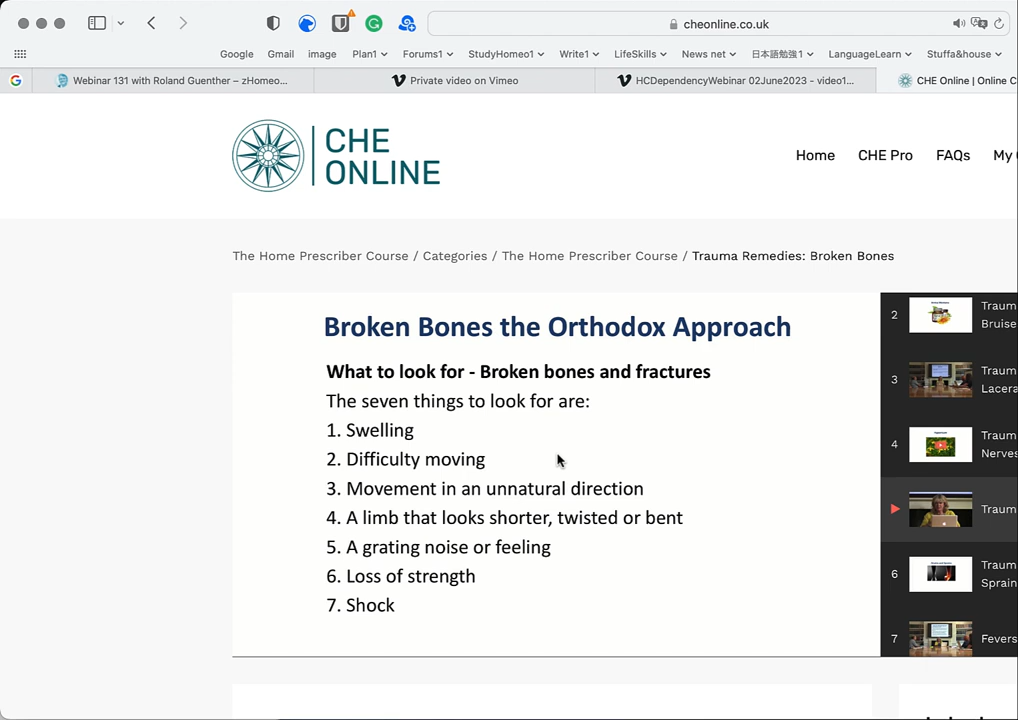 cheonline.co.uk
Google Gmail image Plan1 Forums1 StudyHomeo1 Write1 LifeSkills News net 日本語勉強1 LanguageLearn Stuffa&house
Webinar 131 with Roland Guenther – zHomeo...
Private video on Vimeo
HCDependencyWebinar 02June2023 - video1...
CHE Online | Online C
CHE
ONLINE
Home CHE Pro FAQs My
The Home Prescriber Course / Categories / The Home Prescriber Course / Trauma Remedies: Broken Bones
Broken Bones the Orthodox Approach
What to look for - Broken bones and fractures
The seven things to look for are:
1. Swelling
2. Difficulty moving
3. Movement in an unnatural direction
4. A limb that looks shorter, twisted or bent
5. A grating noise or feeling
6. Loss of strength
7. Shock
2
Traum
Bruise
3
Traum
Lacera
4
Traum
Nerves
Traum
6
Traum
Sprain
7
Fevers